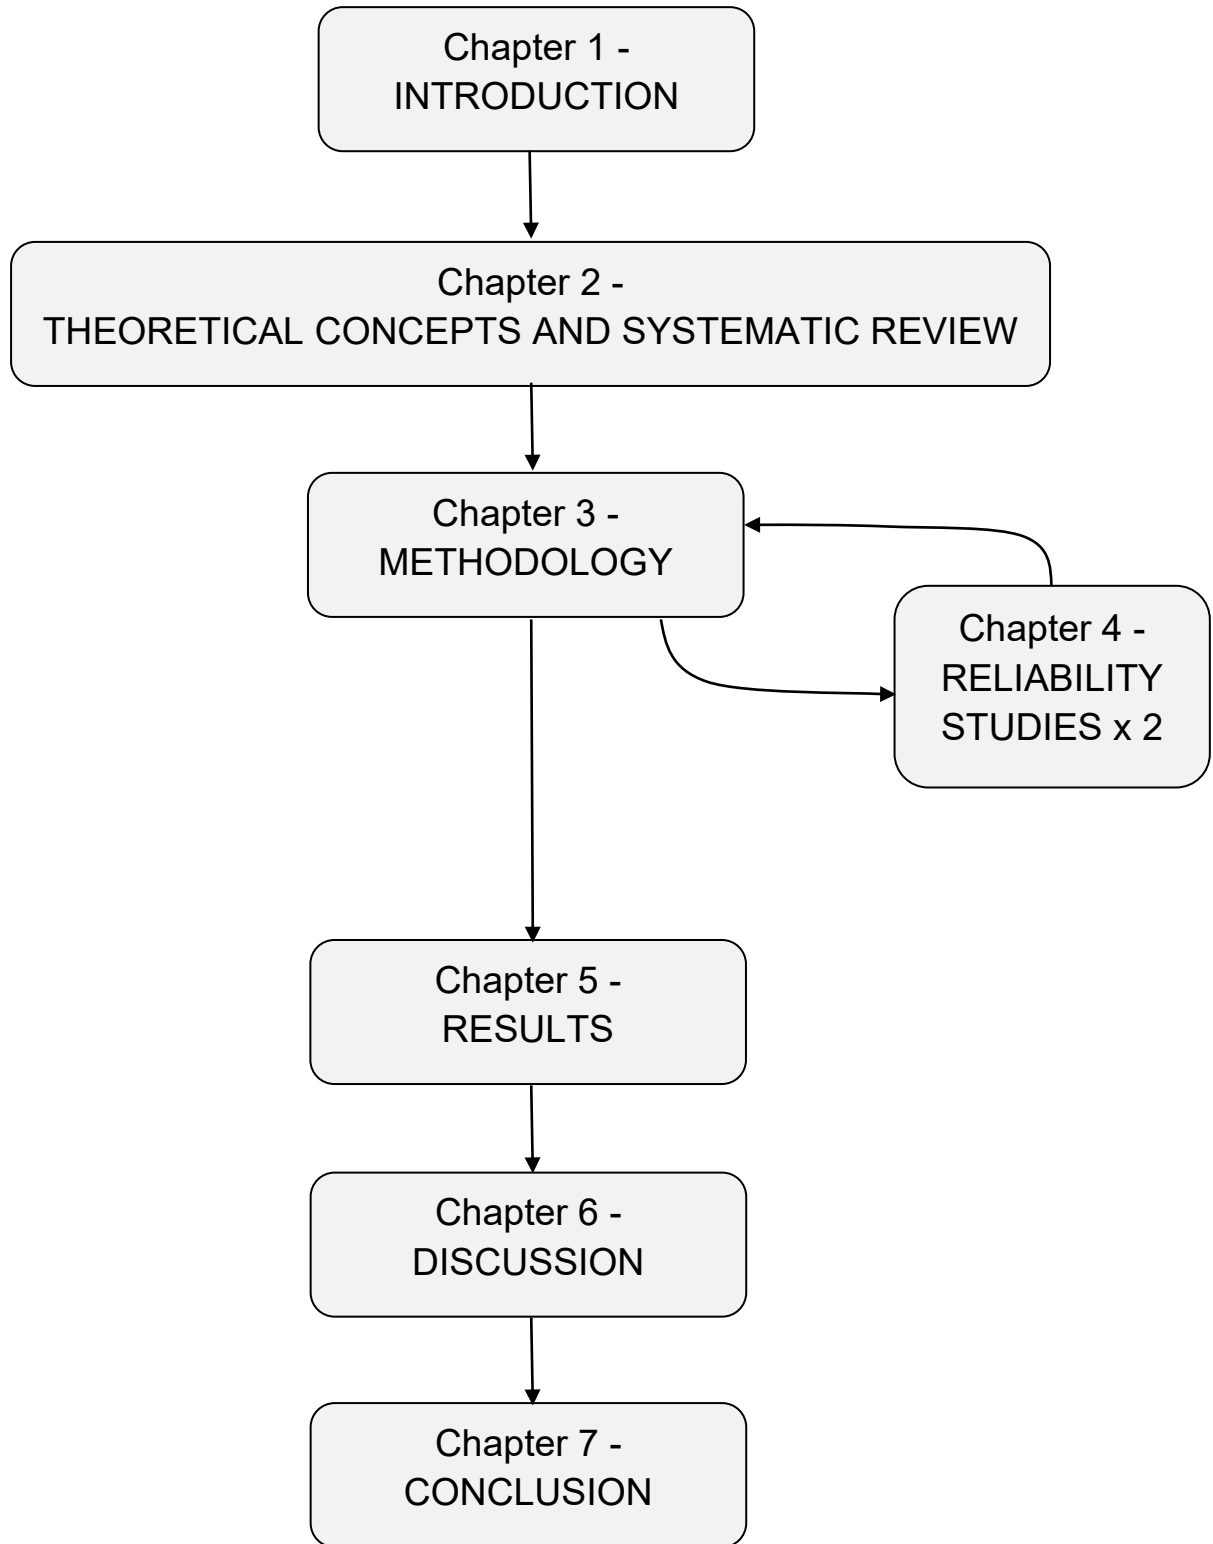 Chapter 1 -
INTRODUCTION
Chapter 2 -
THEORETICAL CONCEPTS AND SYSTEMATIC REVIEW
Chapter 3 -
METHODOLOGY
Chapter 4 -
RELIABILITY
STUDIES x 2
Chapter 5 -
RESULTS
Chapter 6 -
DISCUSSION
Chapter 7 -
CONCLUSION